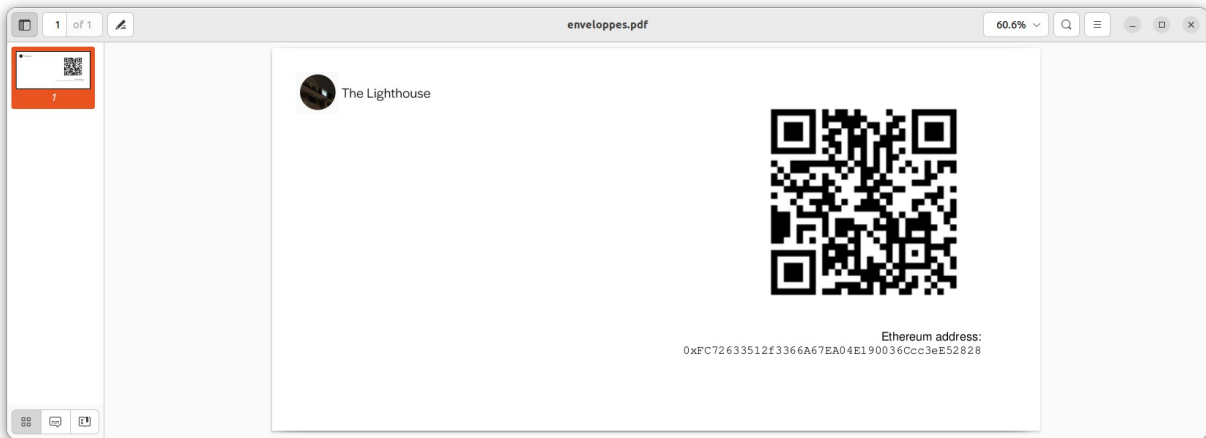 1 of 1
enveloppes.pdf
60.6%
1
The Lighthouse
Ethereum address:
0xFC72633512f3366A67EA04E190036Ccc3eE52828